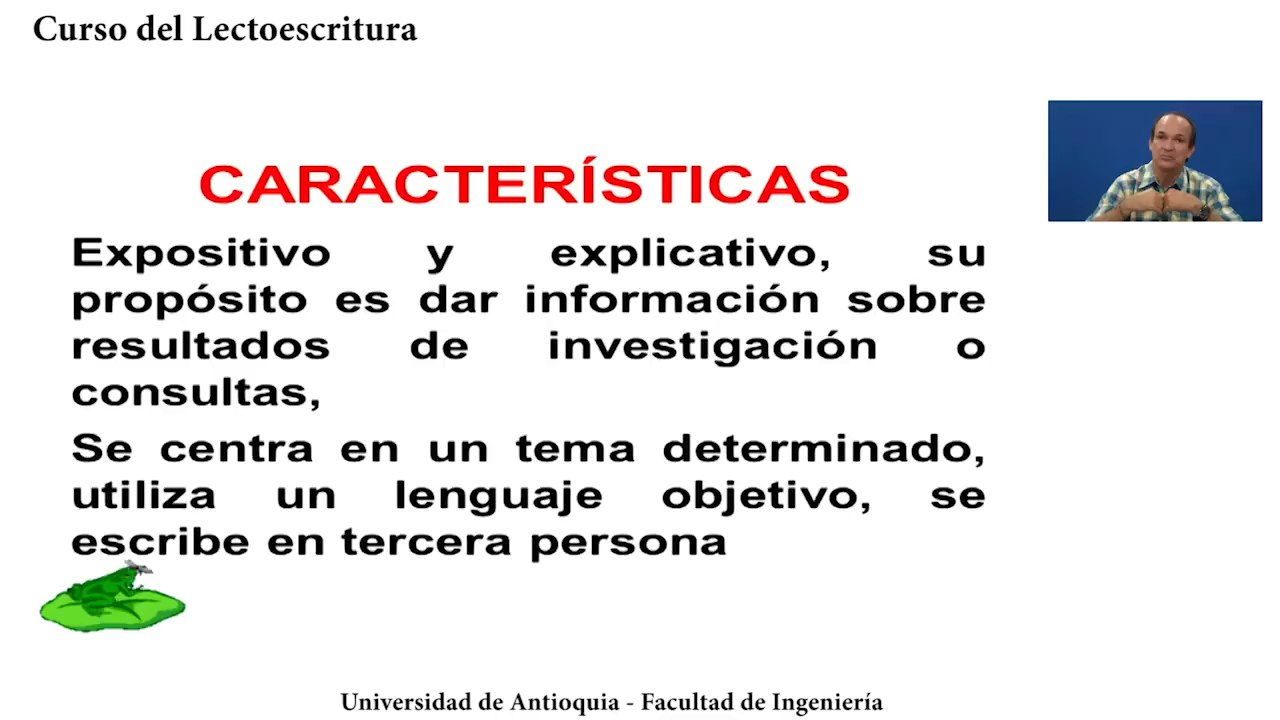 Curso del Lectoescritura
CARACTERÍSTICAS
Expositivo y explicativo, su
propósito es dar información sobre
resultados de investigación o
consultas,
Se centra en un tema determinado,
utiliza un lenguaje objetivo, se
escribe en tercera persona
Universidad de Antioquia - Facultad de Ingeniería